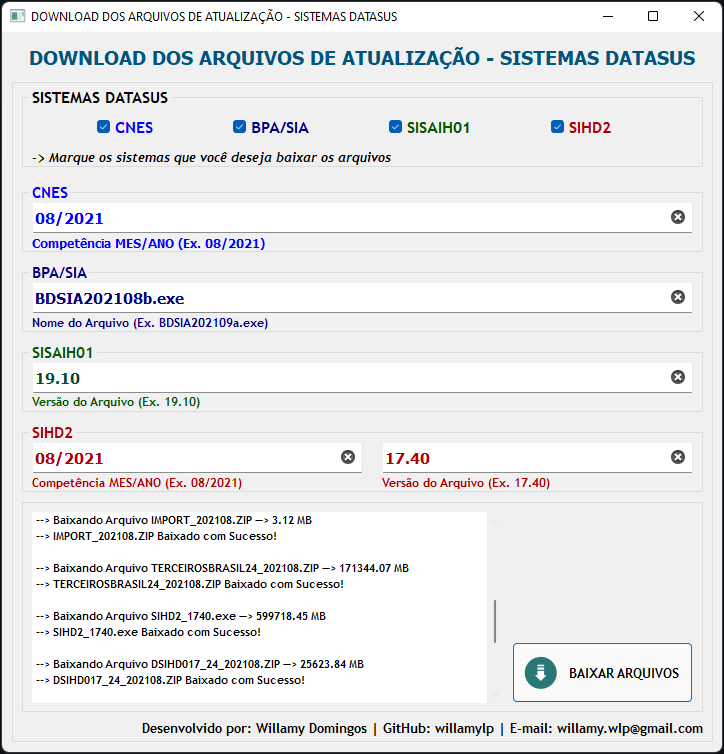 DOWNLOAD DOS ARQUIVOS DE ATUALIZAÇÃO - SISTEMAS DATASUS
DOWNLOAD DOS ARQUIVOS DE ATUALIZAÇÃO - SISTEMAS DATASUS
SISTEMAS DATASUS
CNES BPA/SIA SISAIH01 SIHD2
-> Marque os sistemas que você deseja baixar os arquivos
CNES
08/2021
Competência MES/ANO (Ex. 08/2021)
BPA/SIA
BDSIA202108b.exe
Nome do Arquivo (Ex. BDSIA202109a.exe)
SISAIH01
19.10
Versão do Arquivo (Ex. 19.10)
SIHD2
08/2021 17.40
Competência MES/ANO (Ex. 08/2021) Versão do Arquivo (Ex. 17.40)
--> Baixando Arquivo IMPORT_202108.ZIP —> 3.12 MB
--> IMPORT_202108.ZIP Baixado com Sucesso!
--> Baixando Arquivo TERCEIROSBRASIL24_202108.ZIP —> 171344.07 MB
--> TERCEIROSBRASIL24_202108.ZIP Baixado com Sucesso!
--> Baixando Arquivo SIHD2_1740.exe —> 599718.45 MB
--> SIHD2_1740.exe Baixado com Sucesso!
--> Baixando Arquivo DSIHD017_24_202108.ZIP —> 25623.84 MB
--> DSIHD017_24_202108.ZIP Baixado com Sucesso!
BAIXAR ARQUIVOS
Desenvolvido por: Willamy Domingos | GitHub: willamylp | E-mail: willamy.wlp@gmail.com